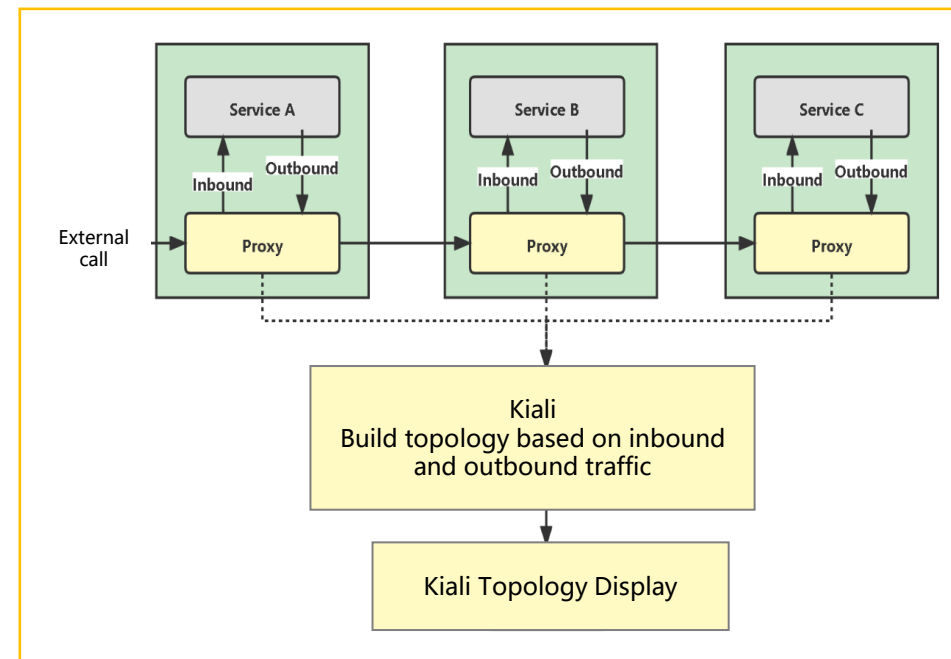 Service A
Service B
Service C
Inbound
Outbound
Inbound
Outbound
Inbound
Outbound
External
call
Proxy
Proxy
Proxy
Kiali
Build topology based on inbound
and outbound traffic
Kiali Topology Display